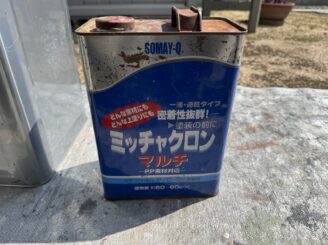 SOMAY-Q
一液・速乾タイプ
どんな素材にも
どんな上塗りにも
密着性抜群!
▶塗装の前に
ミッチャクロン
マルチ
—PP素材対応—